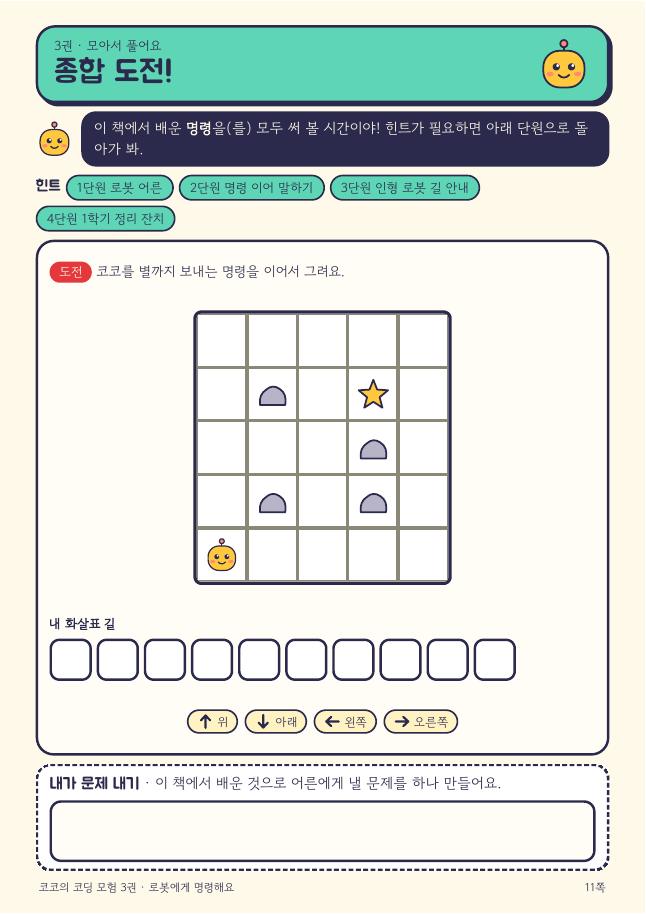 3권 · 모아서 풀어요
종합 도전!
이 책에서 배운 명령을(를) 모두 써 볼 시간이야! 힌트가 필요하면 아래 단원으로 돌
아가 봐.
힌트 1단원 로봇 어른 2단원 명령 이어 말하기 3단원 인형 로봇 길 안내
4단원 1학기 정리 잔치
도전 코코를 별까지 보내는 명령을 이어서 그려요.
내 화살표 길
↑ 위 ↓ 아래 ← 왼쪽 → 오른쪽
내가 문제 내기 · 이 책에서 배운 것으로 어른에게 낼 문제를 하나 만들어요.
코코의 코딩 모험 3권 · 로봇에게 명령해요 11쪽